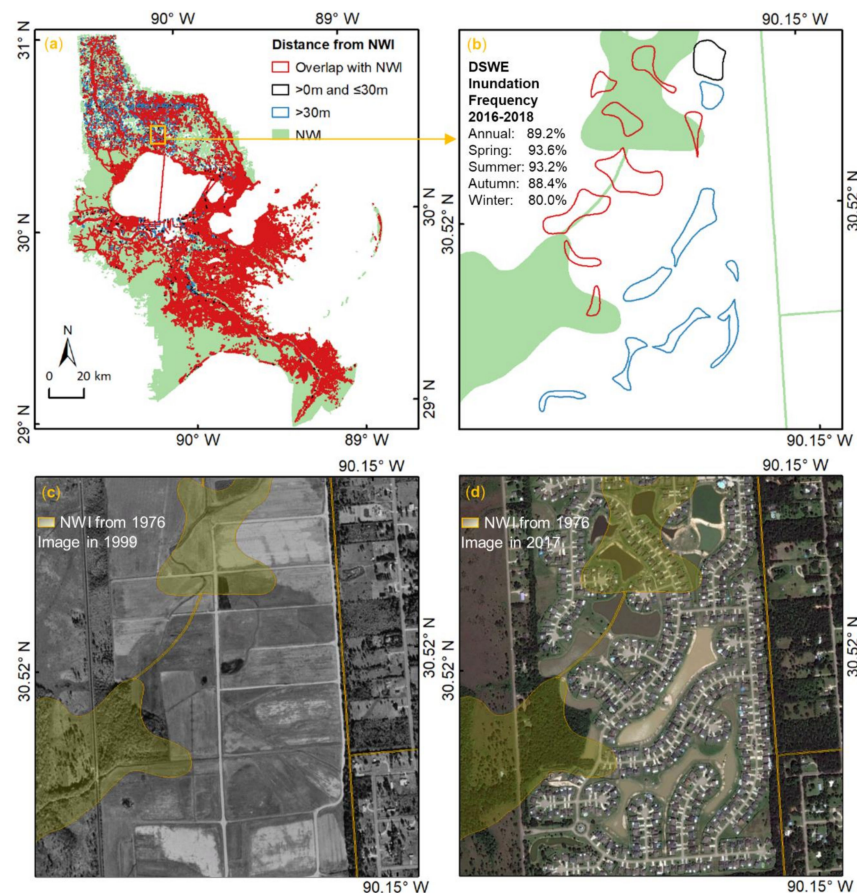 90° W
89° W
31° N
(a)
Distance from NWI
Overlap with NWI
>0m and ≤30m
>30m
NWI
30° N
30° N
N
0
20 km
29° N
29° N
90° W
89° W
90.15° W
(b)
DSWE
Inundation
Frequency
2016-2018
Annual: 89.2%
Spring: 93.6%
Summer: 93.2%
Autumn: 88.4%
Winter: 80.0%
30.52° N
30.52° N
90.15° W
90.15° W
(c)
NWI from 1976
Image in 1999
30.52° N
30.52° N
90.15° W
90.15° W
(d)
NWI from 1976
Image in 2017
30.52° N
90.15° W